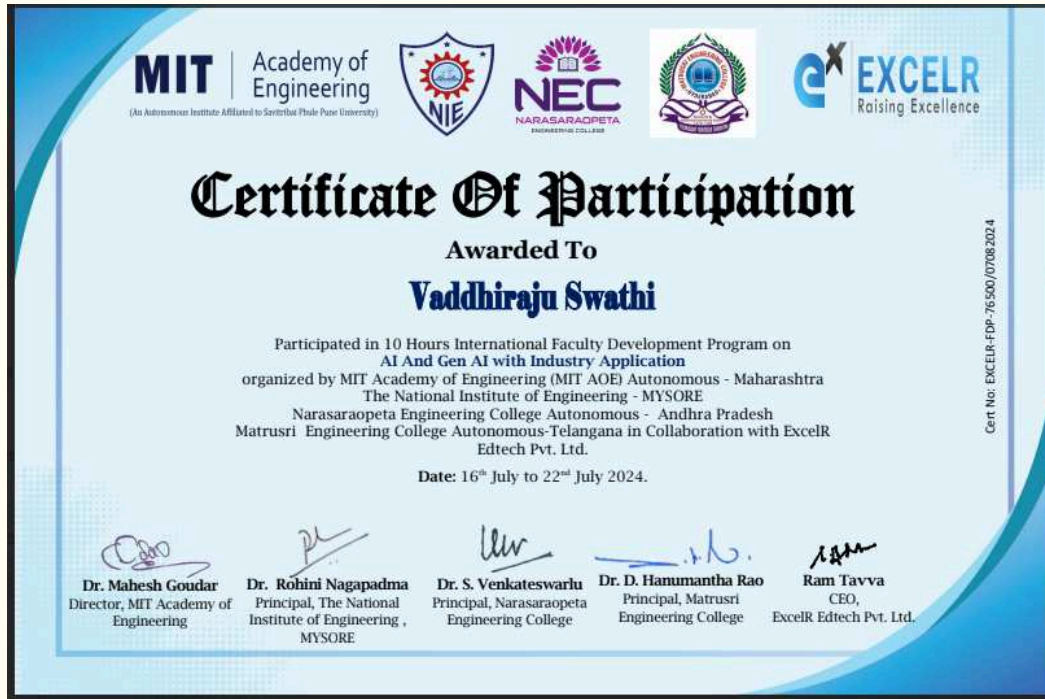 MIT
Academy of
Engineering
(An Autonomous Institute Affiliated to Savitribai Phule Pune University)
NIE
NEC
NARASARAOPETA
ENGINEERING COLLEGE
MATRUSRI ENGINEERING COLLEGE
ex EXCELR
Raising Excellence
Certificate Of Participation
Awarded To
Vaddhiraju Swathi
Participated in 10 Hours International Faculty Development Program on
AI And Gen AI with Industry Application
organized by MIT Academy of Engineering (MIT AOE) Autonomous - Maharashtra
The National Institute of Engineering - MYSORE
Narasaraopeta Engineering College Autonomous - Andhra Pradesh
Matrusri Engineering College Autonomous-Telangana in Collaboration with ExcelR
Edtech Pvt. Ltd.
Date: 16th July to 22nd July 2024.
Cert No: EXCELR-FDP-76500/07082024
Dr. Mahesh Goudar
Director, MIT Academy of
Engineering
Dr. Rohini Nagapadma
Principal, The National
Institute of Engineering ,
MYSORE
Dr. S. Venkateswarlu
Principal, Narasaraopeta
Engineering College
Dr. D. Hanumantha Rao
Principal, Matrusri
Engineering College
Ram Tavva
CEO,
ExcelR Edtech Pvt. Ltd.